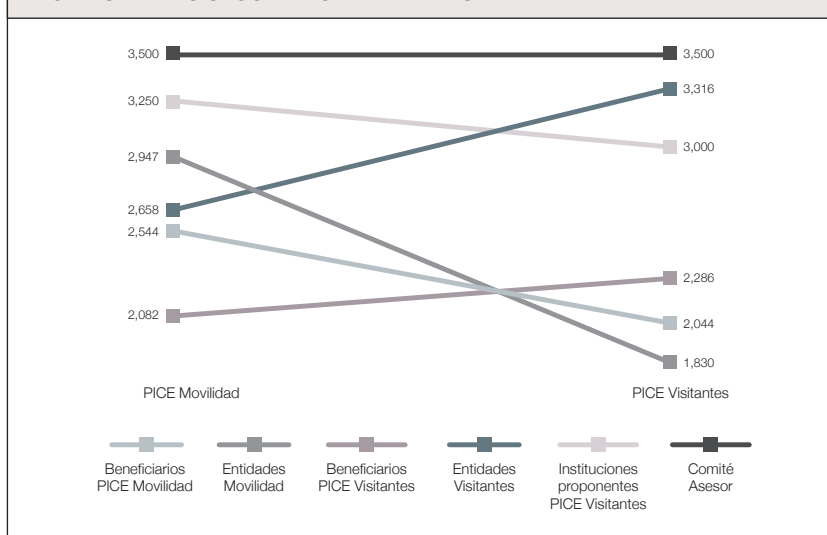 3,500
3,500
3,316
3,250
3,000
2,947
2,658
2,544
2,286
2,082
2,044
1,830
PICE Movilidad
PICE Visitantes
Beneficiarios
PICE Movilidad
Entidades
Movilidad
Beneficiarios
PICE Visitantes
Entidades
Visitantes
Instituciones
proponentes
PICE Visitantes
Comité
Asesor